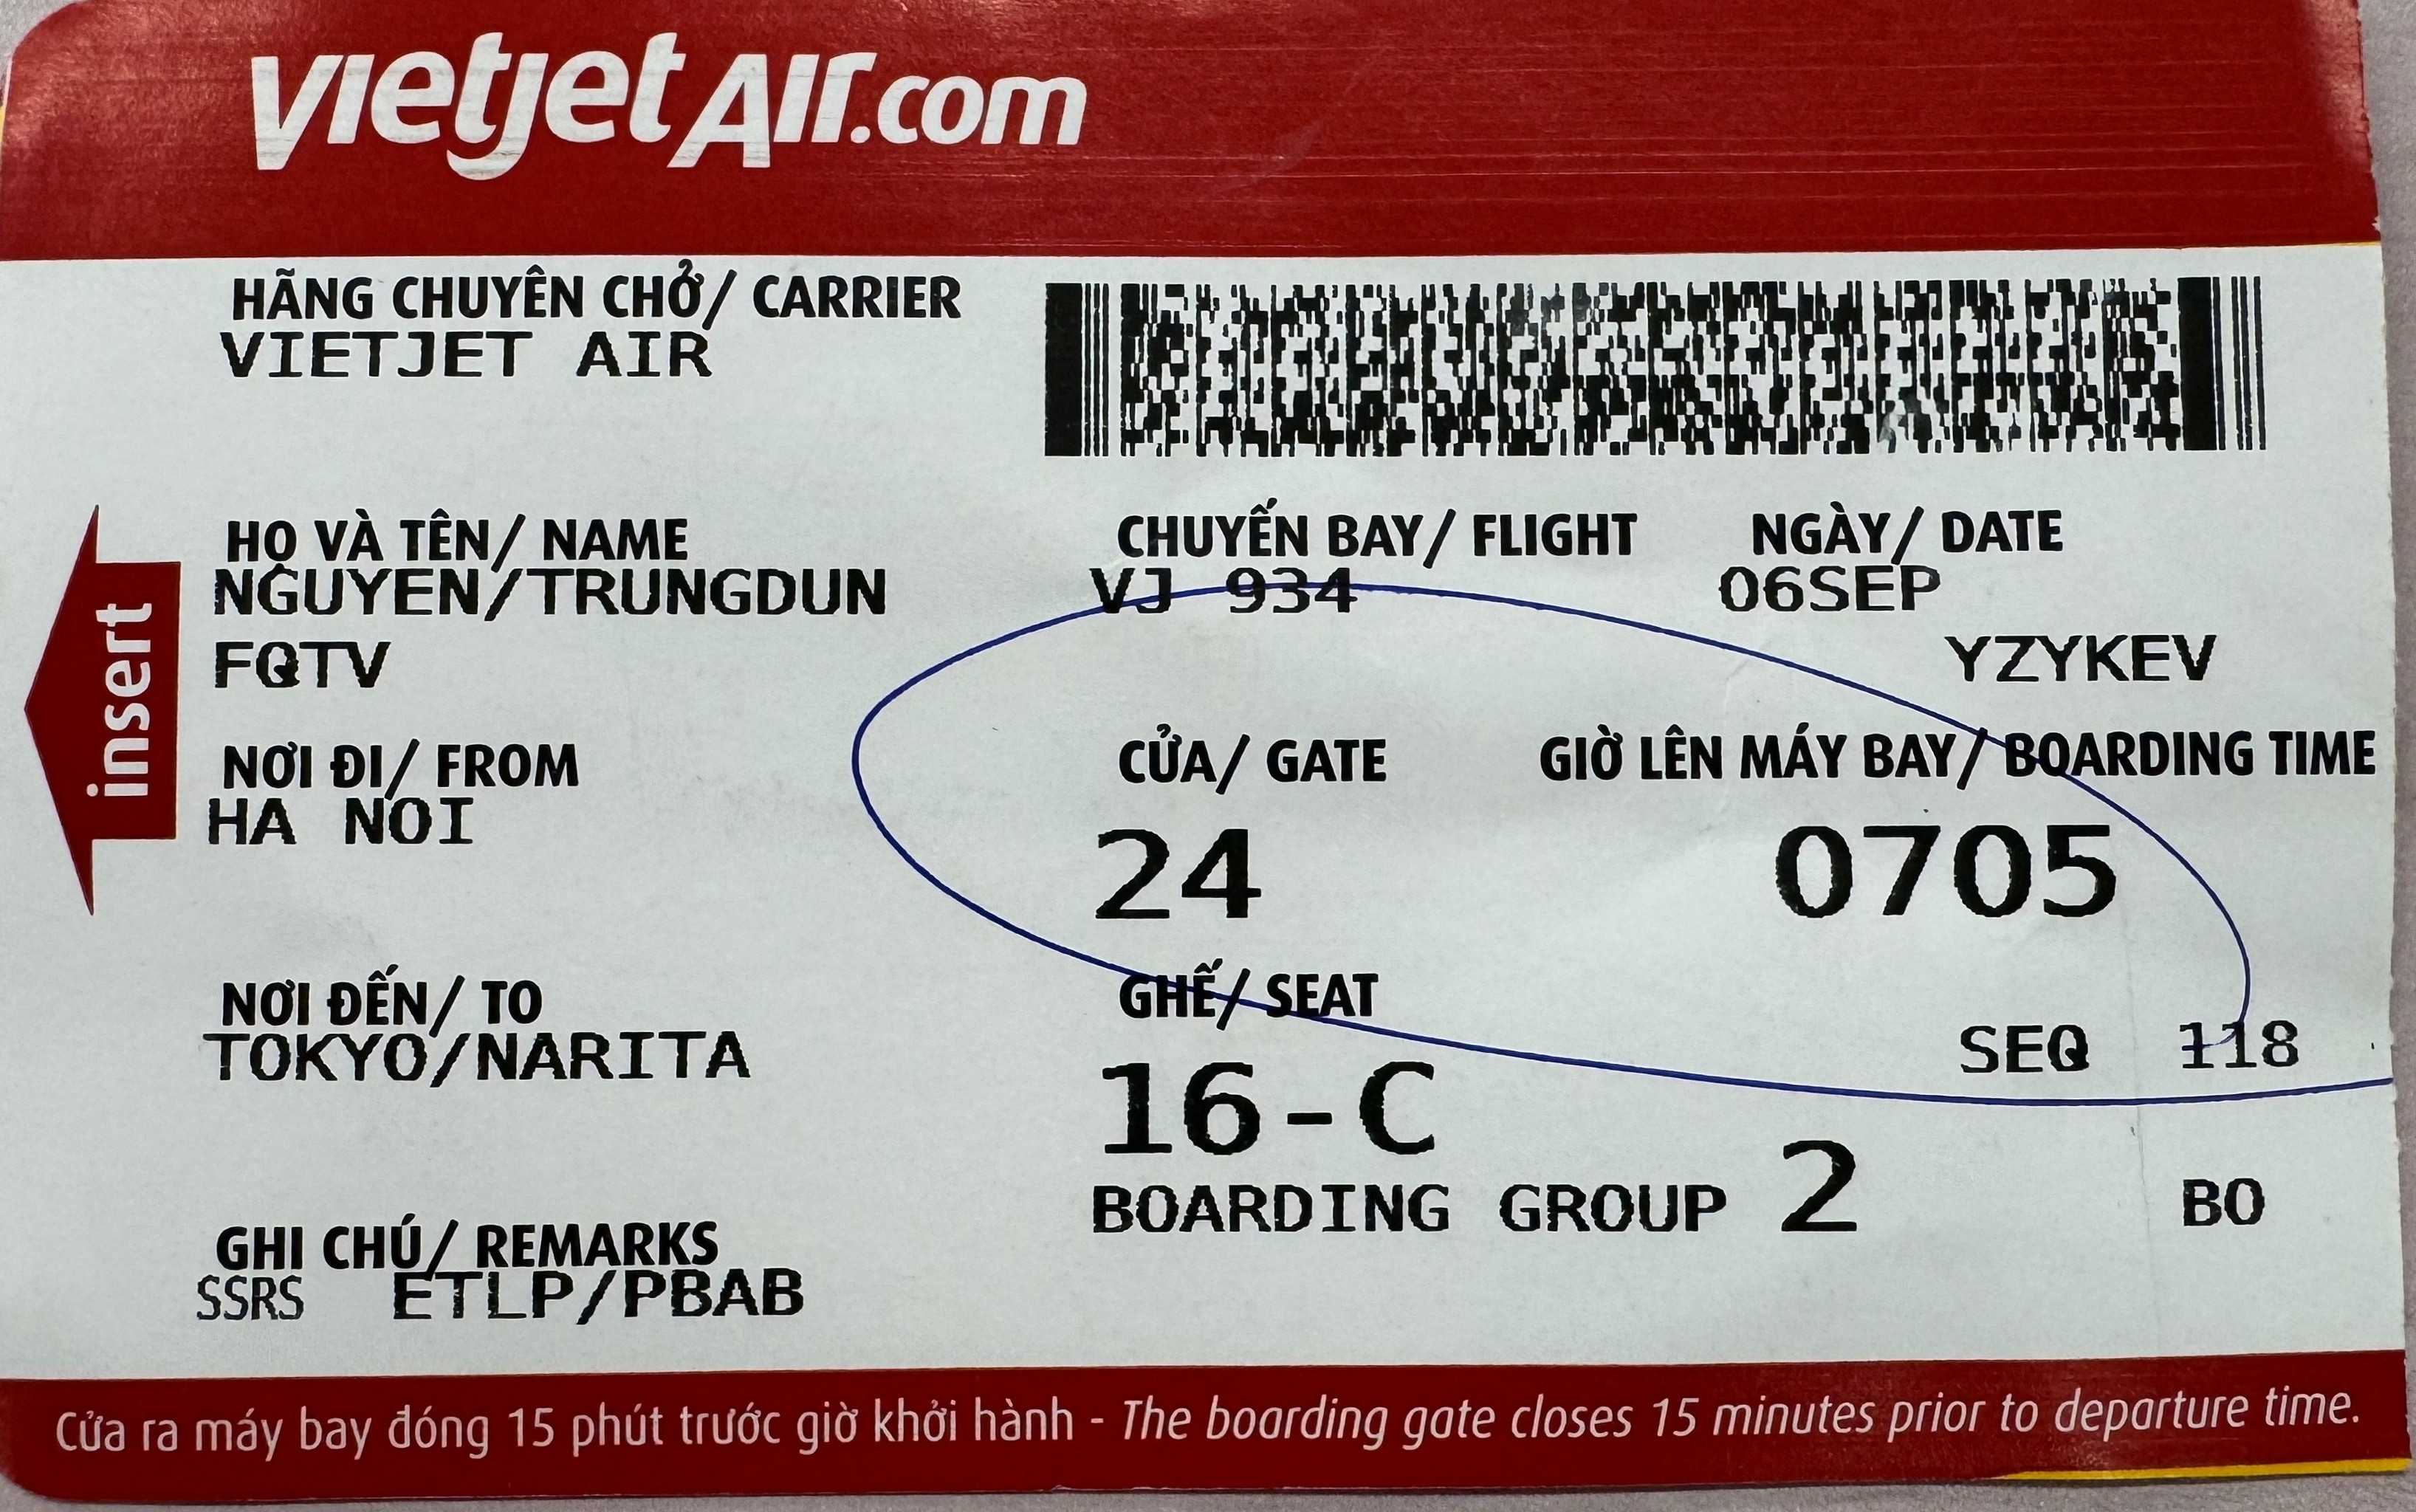 vietjetAir.com
HÃNG CHUYÊN CHỞ/ CARRIER
VIETJET AIR
HỌ VÀ TÊN/ NAME CHUYẾN BAY/ FLIGHT NGÀY/ DATE
NGUYEN/TRUNGDUN VJ 934 06SEP
FQTV YZYKEV
insert
NƠI ĐI/ FROM CỬA/ GATE GIỜ LÊN MÁY BAY/ BOARDING TIME
HA NOI 24 0705
NƠI ĐẾN/ TO GHẾ/ SEAT
TOKYO/NARITA SEQ 118
16-C
BOARDING GROUP 2 BO
GHI CHÚ/ REMARKS
SSRS ETLP/PBAB
Cửa ra máy bay đóng 15 phút trước giờ khởi hành - The boarding gate closes 15 minutes prior to departure time.